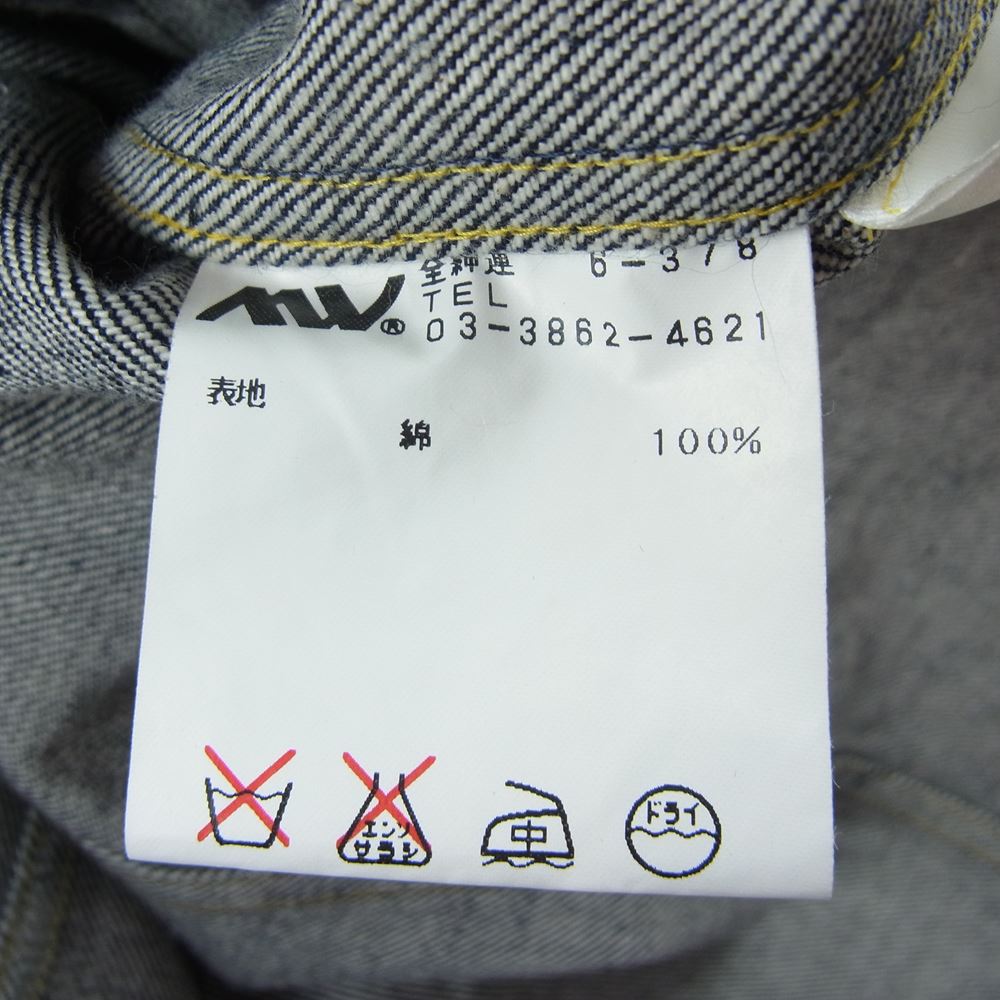 全紳連 6-378
TEL
03-3862-4621
表地
綿 100%
エンソ
サラシ
中
ドライ